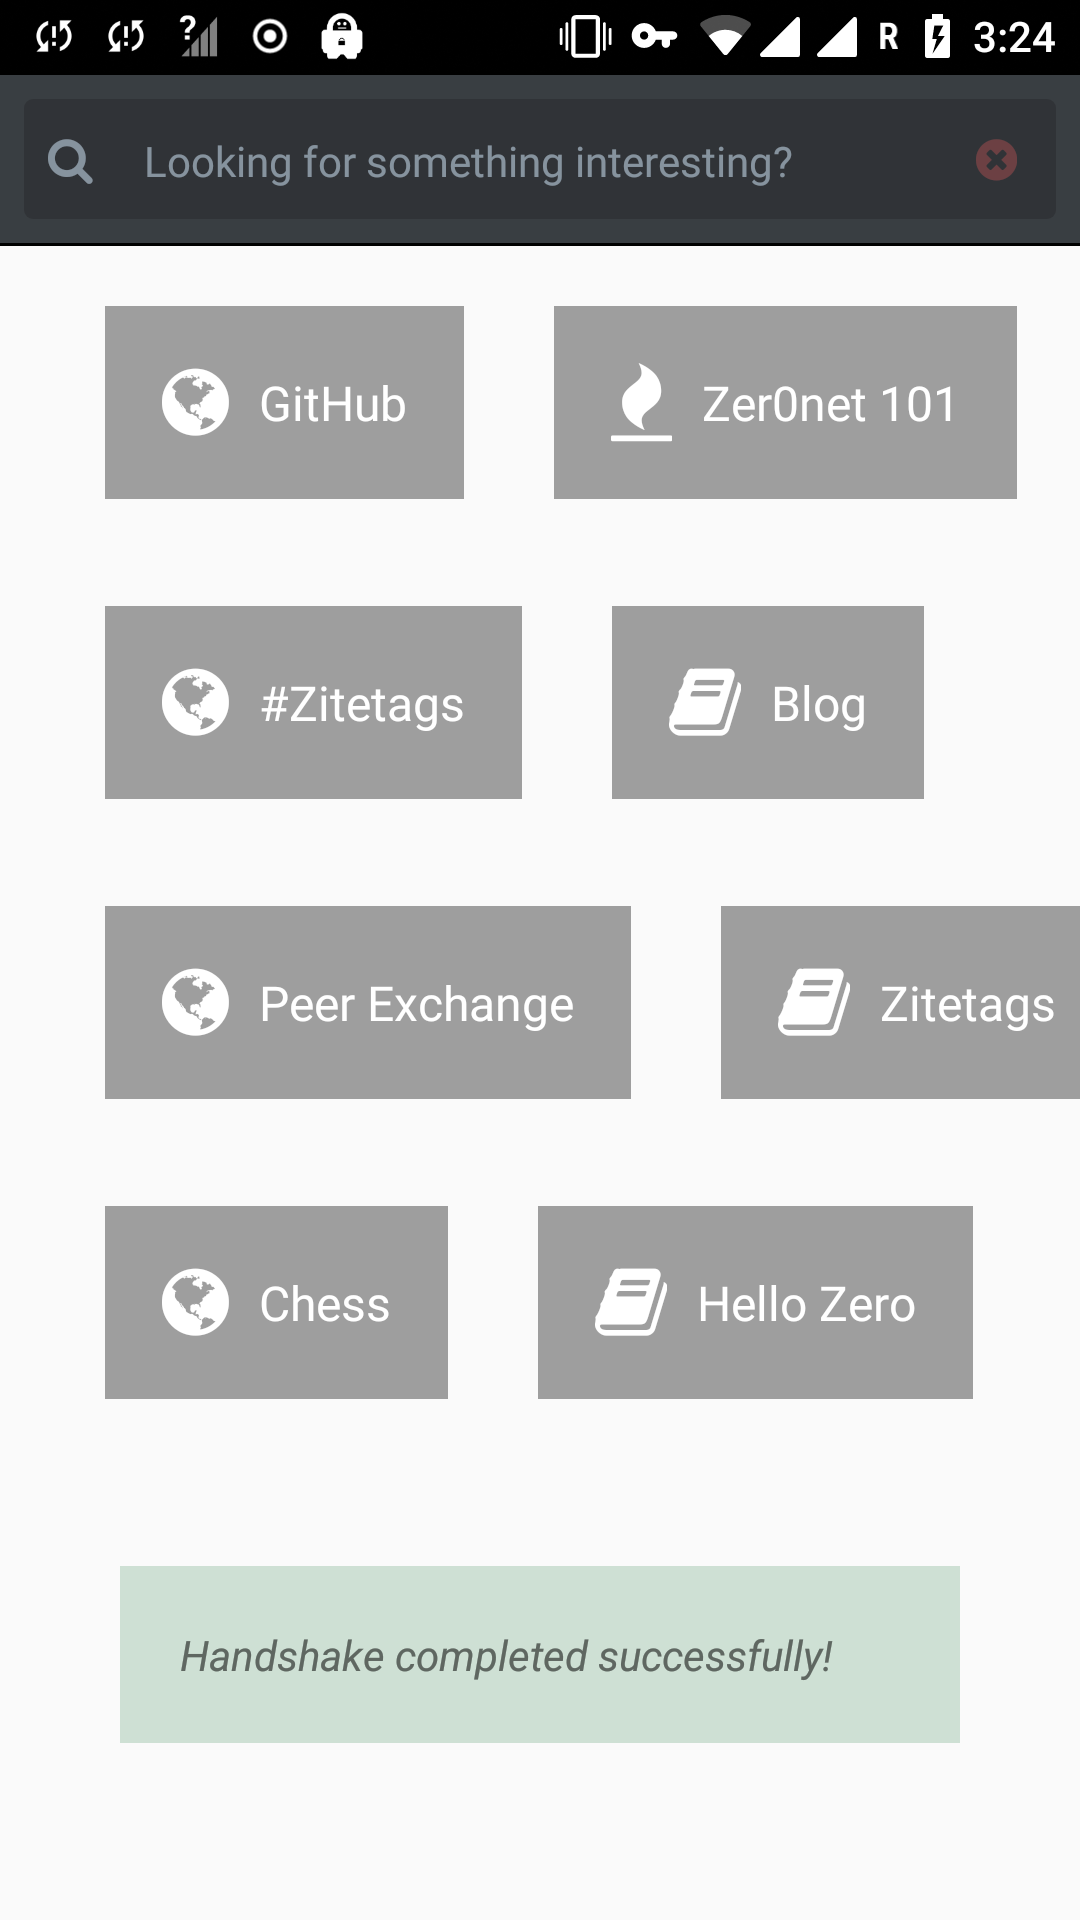 R 3:24
Looking for something interesting?
GitHub Zer0net 101
#Zitetags Blog
Peer Exchange Zitetags
Chess Hello Zero
Handshake completed successfully!